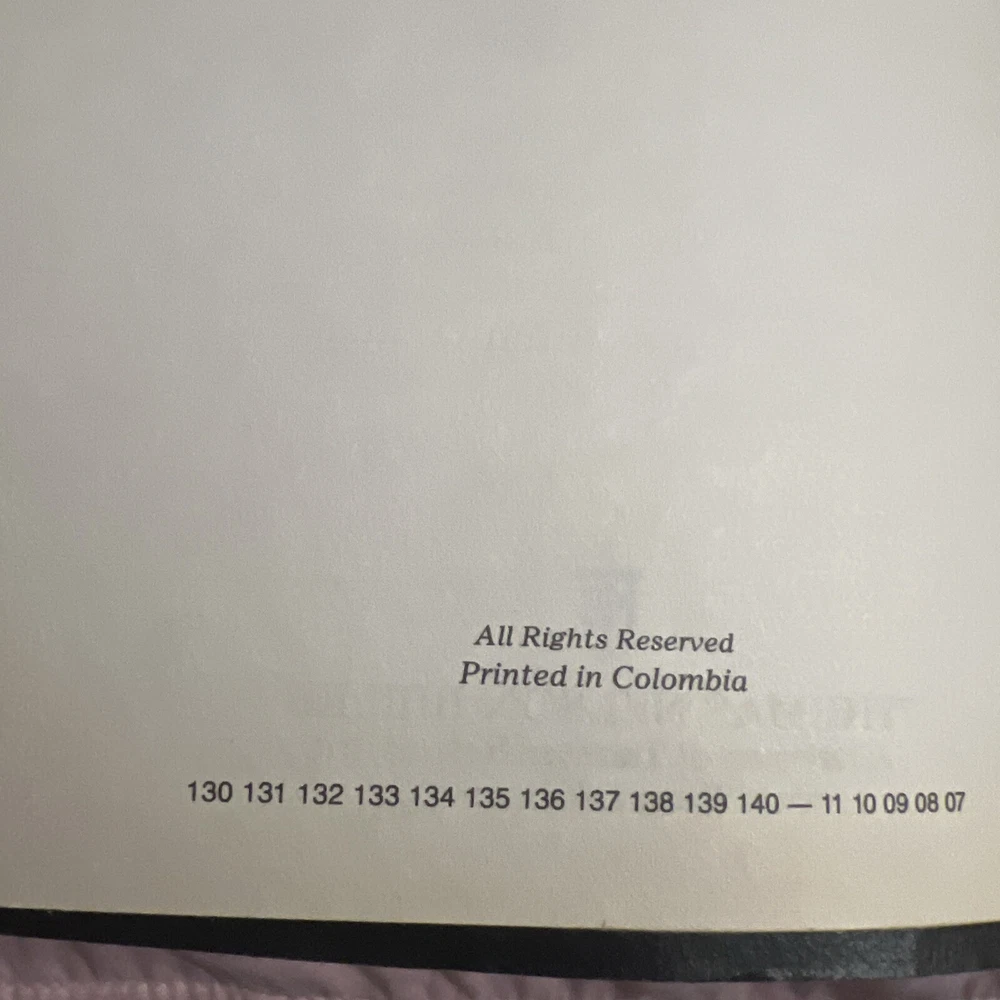 All Rights Reserved
Printed in Colombia
130 131 132 133 134 135 136 137 138 139 140 — 11 10 09 08 07